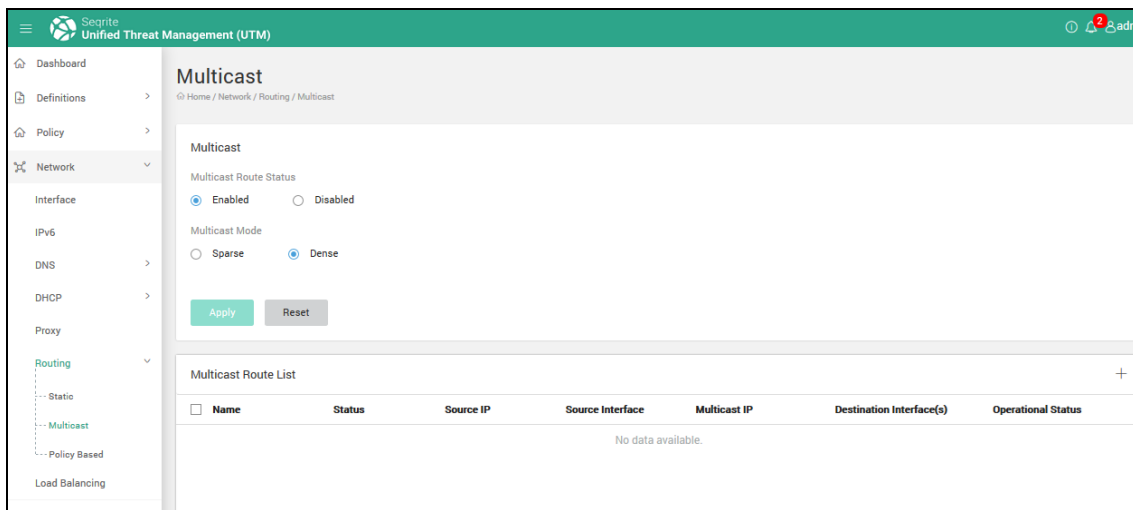 Seqrite
Unified Threat Management (UTM)
2
adn
Dashboard
Definitions
Policy
Network
Interface
IPv6
DNS
DHCP
Proxy
Routing
Static
Multicast
Policy Based
Load Balancing
Multicast
Home / Network / Routing / Multicast
Multicast
Multicast Route Status
Enabled Disabled
Multicast Mode
Sparse Dense
Apply Reset
Multicast Route List
Name Status Source IP Source Interface Multicast IP Destination Interface(s) Operational Status
No data available.